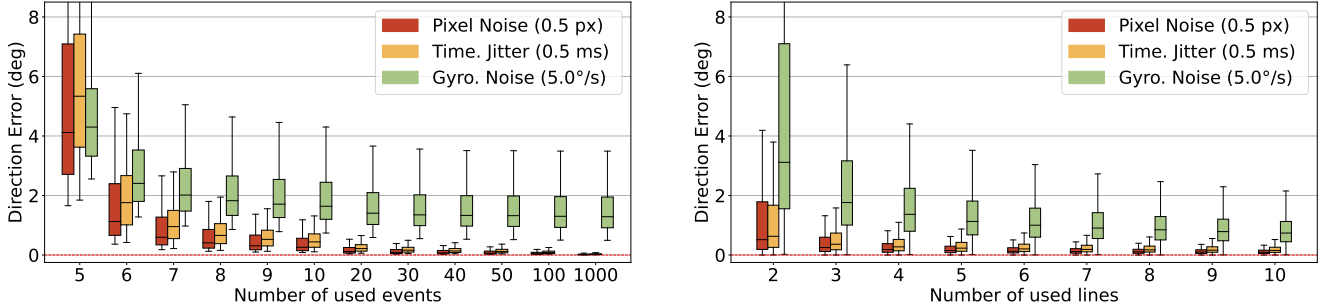 Direction Error (deg)
8
6
4
2
0
Pixel Noise (0.5 px)
Time. Jitter (0.5 ms)
Gyro. Noise (5.0°/s)
5 6 7 8 9 10 20 30 40 50 100 1000
Number of used events
Direction Error (deg)
8
6
4
2
0
Pixel Noise (0.5 px)
Time. Jitter (0.5 ms)
Gyro. Noise (5.0°/s)
2 3 4 5 6 7 8 9 10
Number of used lines